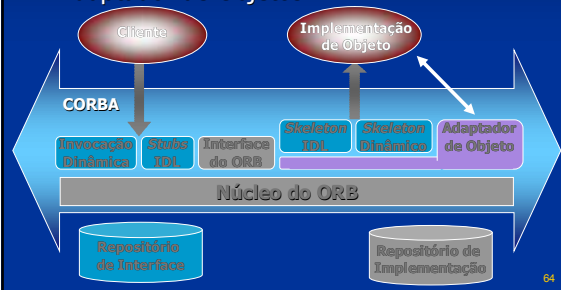 Cliente
Implementação
de Objeto
CORBA
Invocação
Dinâmica
Stubs
IDL
Interface
do ORB
Skeleton
IDL
Skeleton
Dinâmico
Adaptador
de Objeto
Núcleo do ORB
Repositório
de Interface
Repositório de
Implementação
64